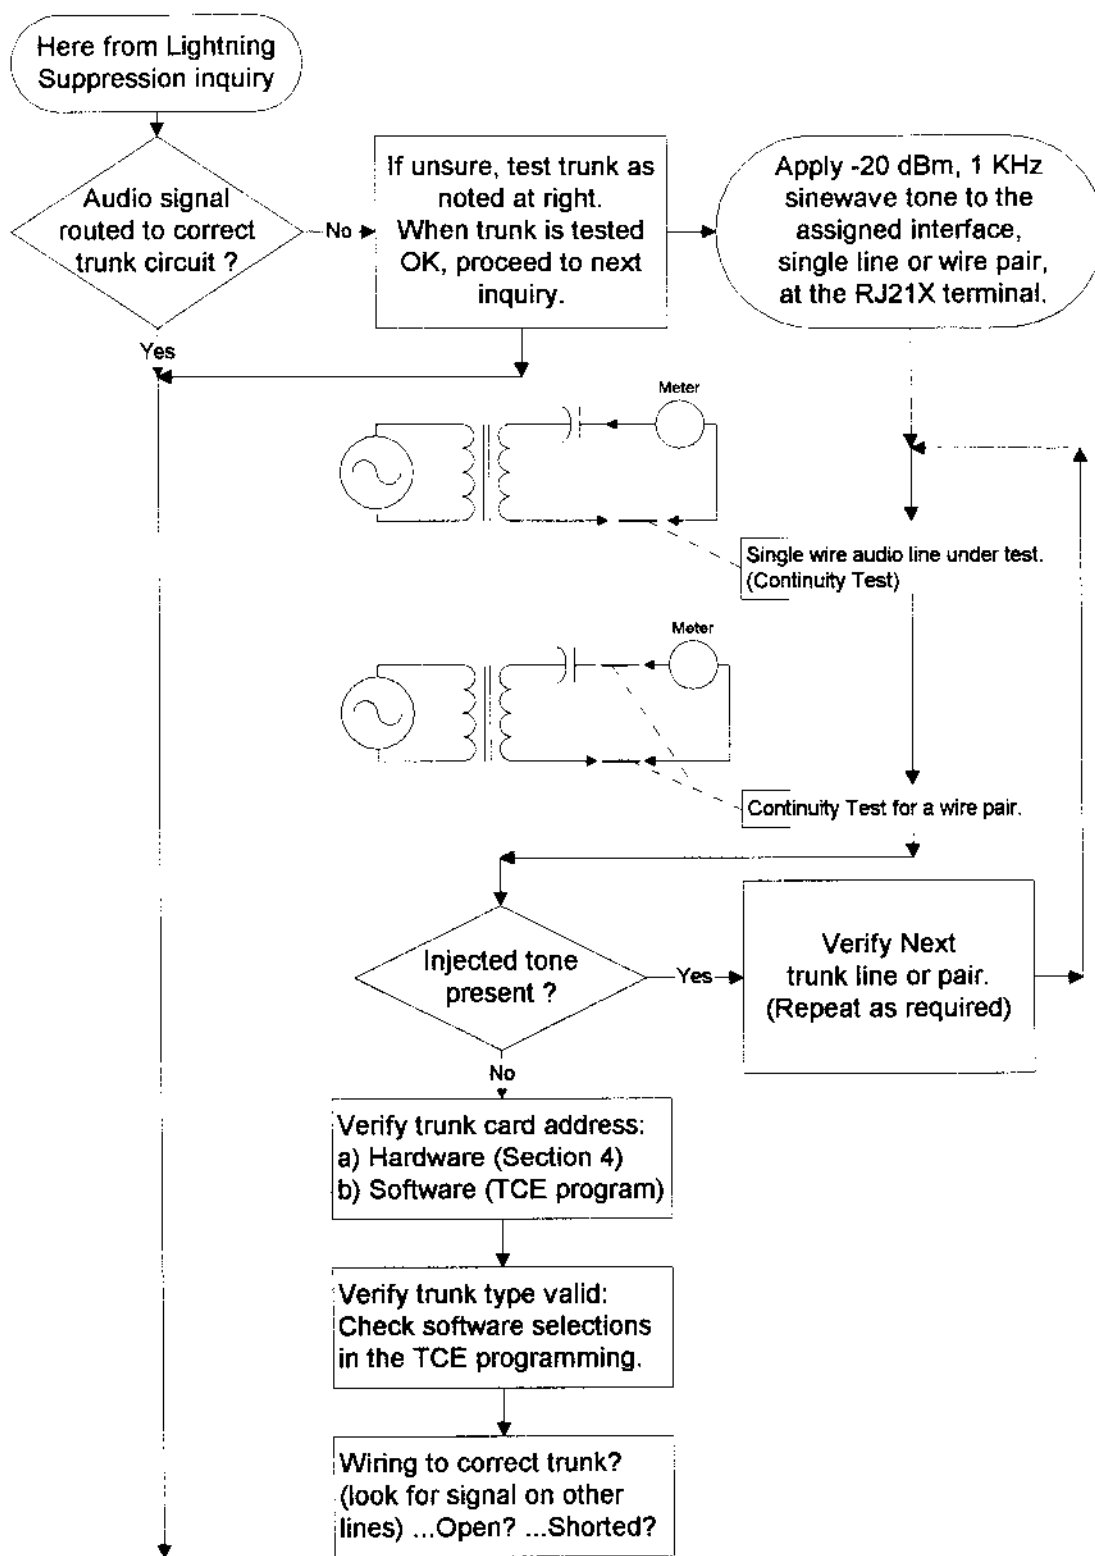 Here from Lightning
Suppression inquiry
Audio signal
routed to correct
trunk circuit ?
No
If unsure, test trunk as
noted at right.
When trunk is tested
OK, proceed to next
inquiry.
Apply -20 dBm, 1 KHz
sinewave tone to the
assigned interface,
single line or wire pair,
at the RJ21X terminal.
Yes
Meter
Single wire audio line under test.
(Continuity Test)
Meter
Continuity Test for a wire pair.
Injected tone
present ?
Yes
Verify Next
trunk line or pair.
(Repeat as required)
No
Verify trunk card address:
a) Hardware (Section 4)
b) Software (TCE program)
Verify trunk type valid:
Check software selections
in the TCE programming.
Wiring to correct trunk?
(look for signal on other
lines) ...Open? ...Shorted?